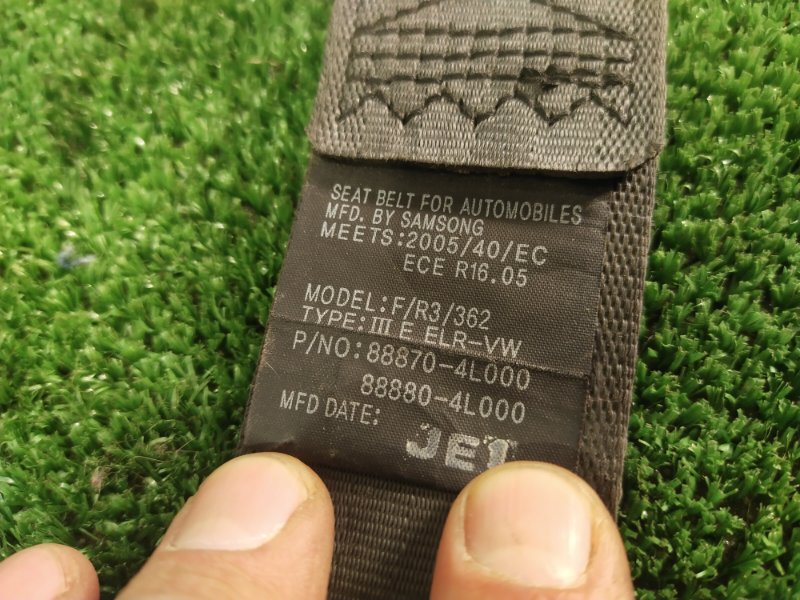 SEAT BELT FOR AUTOMOBILES
MFD. BY SAMSONG
MEETS:2005/40/EC
ECE R16.05
MODEL:F/R3/362
TYPE:III E ELR-VW
P/NO:88870-4L000
88880-4L000
MFD DATE: JE1